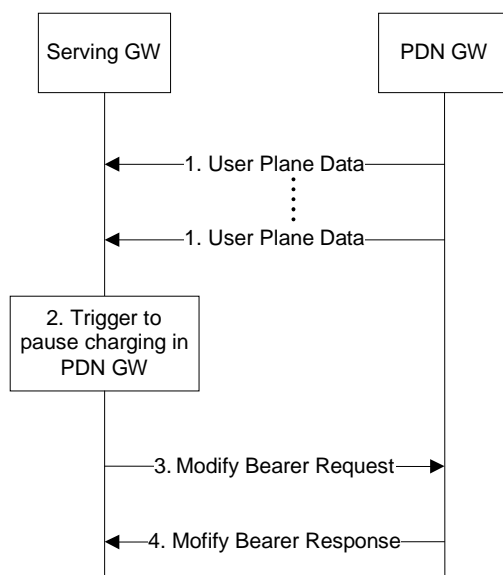 Serving GW
PDN GW
1. User Plane Data
1. User Plane Data
2. Trigger to
pause charging in
PDN GW
3. Modify Bearer Request
4. Mofify Bearer Response